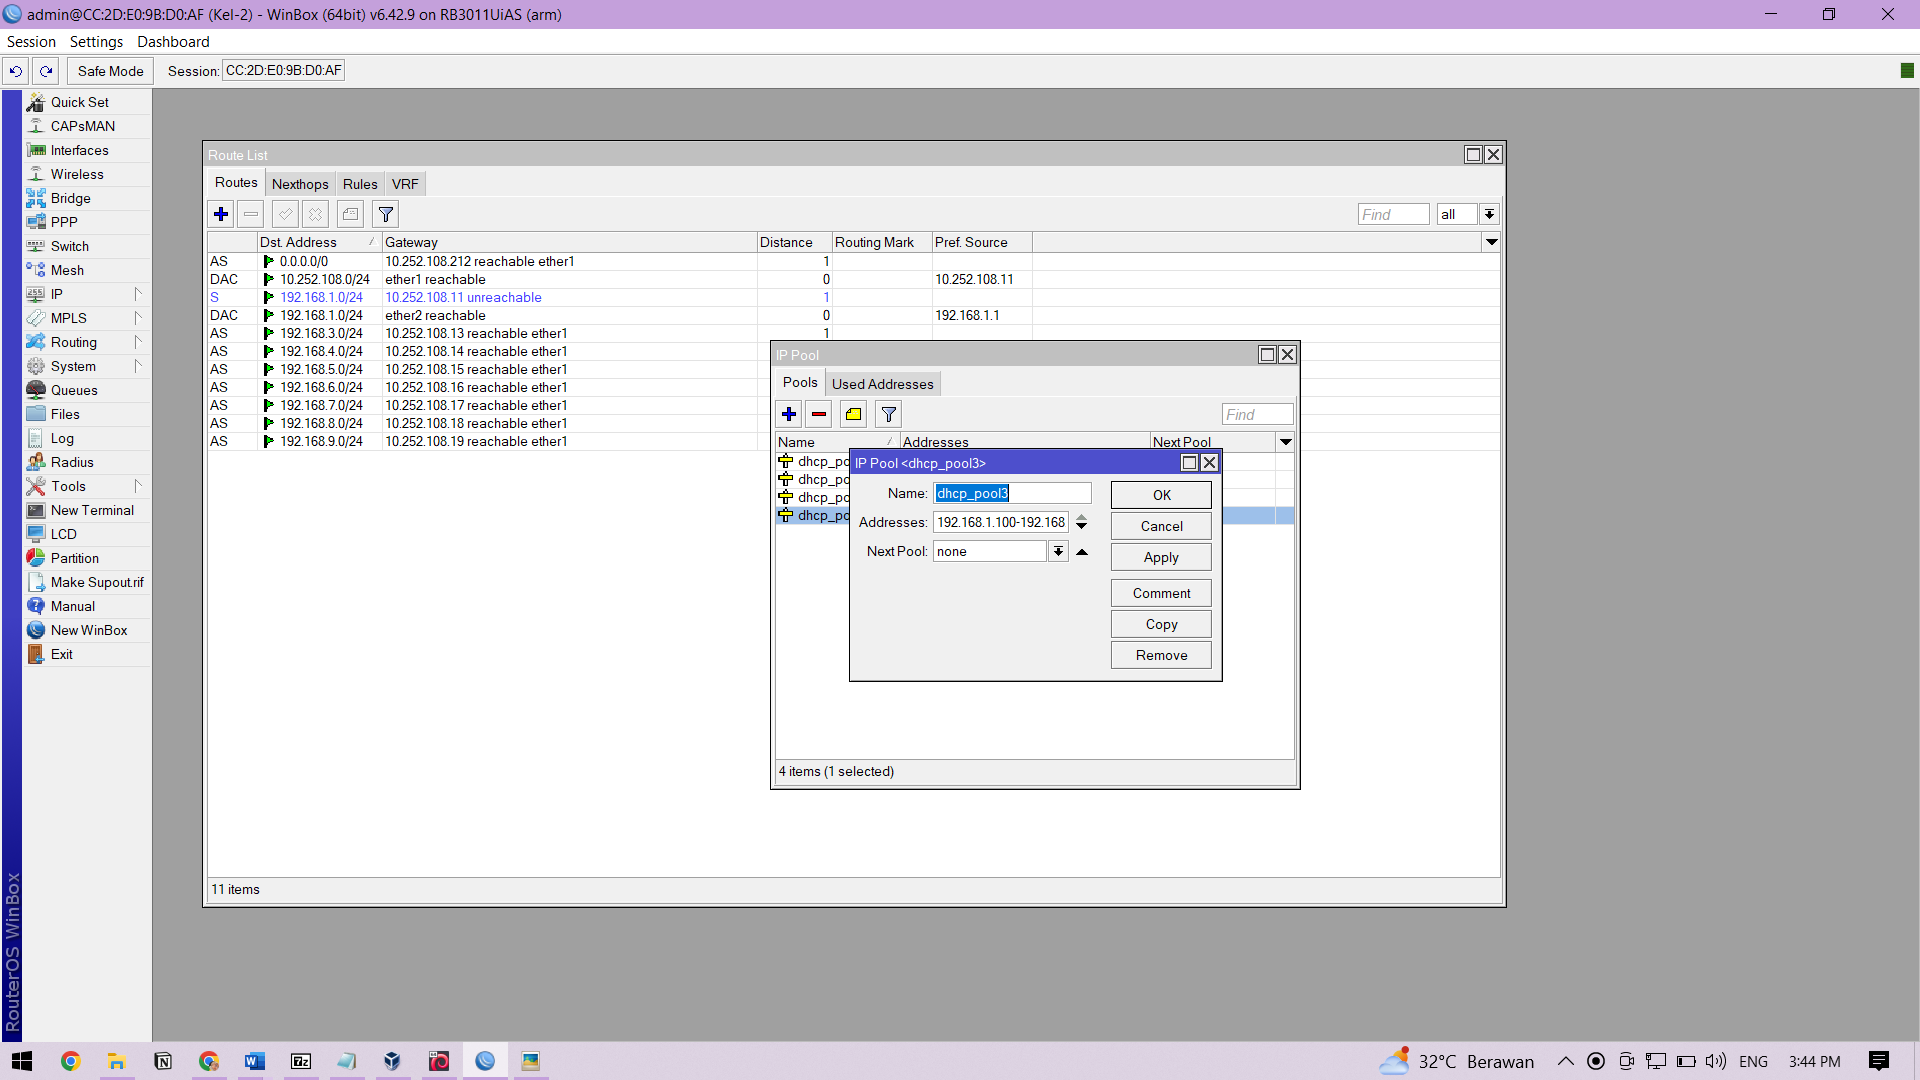 admin@CC:2D:E0:9B:D0:AF (Kel-2) - WinBox (64bit) v6.42.9 on RB3011UiAS (arm)
Session Settings Dashboard
Safe Mode Session: CC:2D:E0:9B:D0:AF
Quick Set
CAPsMAN
Interfaces
Wireless
Bridge
PPP
Switch
Mesh
IP
MPLS
Routing
System
Queues
Files
Log
Radius
Tools
New Terminal
LCD
Partition
Make Supout.rif
Manual
New WinBox
Exit
RouterOS WinBox
Route List
Routes Nexthops Rules VRF
Find all
Dst. Address Gateway Distance Routing Mark Pref. Source
AS 0.0.0.0/0 10.252.108.212 reachable ether1 1
DAC 10.252.108.0/24 ether1 reachable 0 10.252.108.11
S 192.168.1.0/24 10.252.108.11 unreachable 1
DAC 192.168.1.0/24 ether2 reachable 0 192.168.1.1
AS 192.168.3.0/24 10.252.108.13 reachable ether1 1
AS 192.168.4.0/24 10.252.108.14 reachable ether1
AS 192.168.5.0/24 10.252.108.15 reachable ether1
AS 192.168.6.0/24 10.252.108.16 reachable ether1
AS 192.168.7.0/24 10.252.108.17 reachable ether1
AS 192.168.8.0/24 10.252.108.18 reachable ether1
AS 192.168.9.0/24 10.252.108.19 reachable ether1
11 items
IP Pool
Pools Used Addresses
Find
Name Addresses Next Pool
dhcp_po
dhcp_po
dhcp_po
dhcp_po
4 items (1 selected)
IP Pool <dhcp_pool3>
Name: dhcp_pool3
Addresses: 192.168.1.100-192.168
Next Pool: none
OK
Cancel
Apply
Comment
Copy
Remove
32°C Berawan ENG 3:44 PM